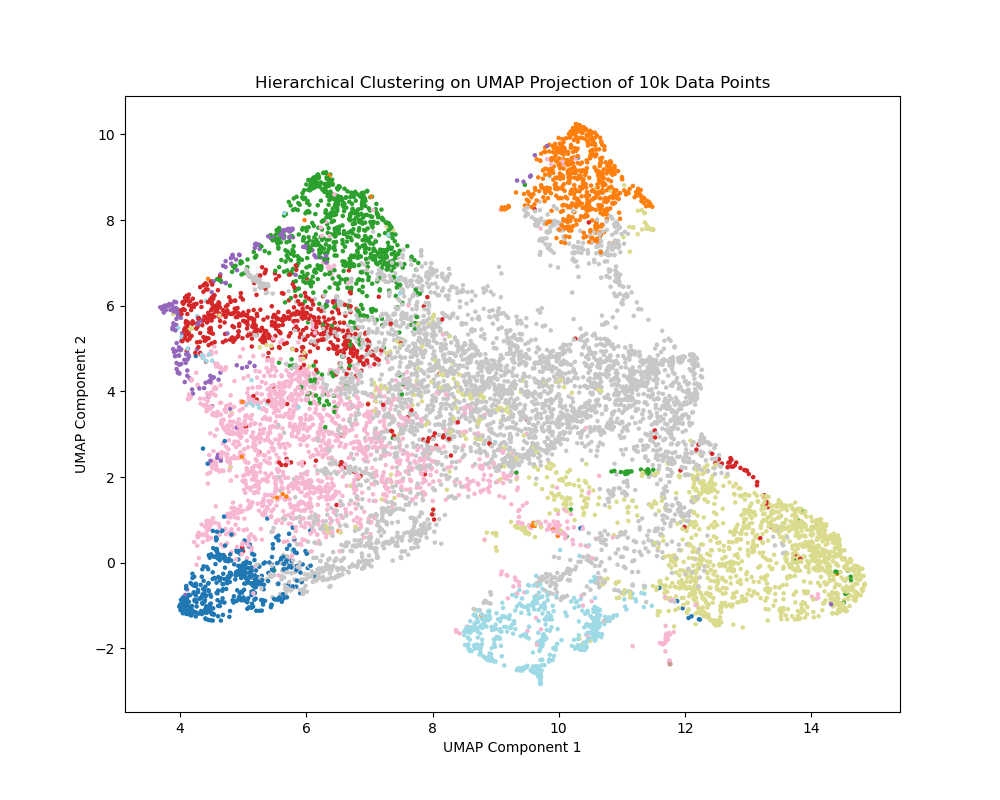 Hierarchical Clustering on UMAP Projection of 10k Data Points
10
8
6
4
2
0
−2
UMAP Component 2
4 6 8 10 12 14
UMAP Component 1